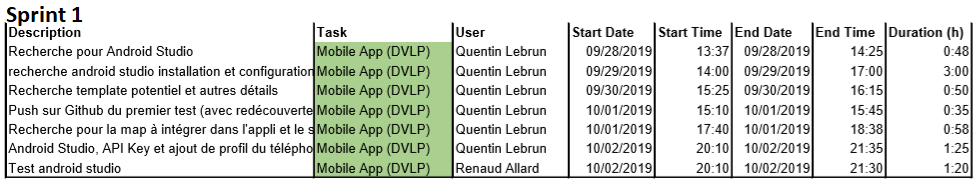 Sprint 1
Description Task User Start Date Start Time End Date End Time Duration (h)
Recherche pour Android Studio Mobile App (DVLP) Quentin Lebrun 09/28/2019 13:37 09/28/2019 14:25 0:48
recherche android studio installation et configuration Mobile App (DVLP) Quentin Lebrun 09/29/2019 14:00 09/29/2019 17:00 3:00
Recherche template potentiel et autres détails Mobile App (DVLP) Quentin Lebrun 09/30/2019 15:25 09/30/2019 16:15 0:50
Push sur Github du premier test (avec redécouverte Mobile App (DVLP) Quentin Lebrun 10/01/2019 15:10 10/01/2019 15:45 0:35
Recherche pour la map à intégrer dans l'appli et le s Mobile App (DVLP) Quentin Lebrun 10/01/2019 17:40 10/01/2019 18:38 0:58
Android Studio, API Key et ajout de profil du télépho Mobile App (DVLP) Quentin Lebrun 10/02/2019 20:10 10/02/2019 21:35 1:25
Test android studio Mobile App (DVLP) Renaud Allard 10/02/2019 20:10 10/02/2019 21:30 1:20